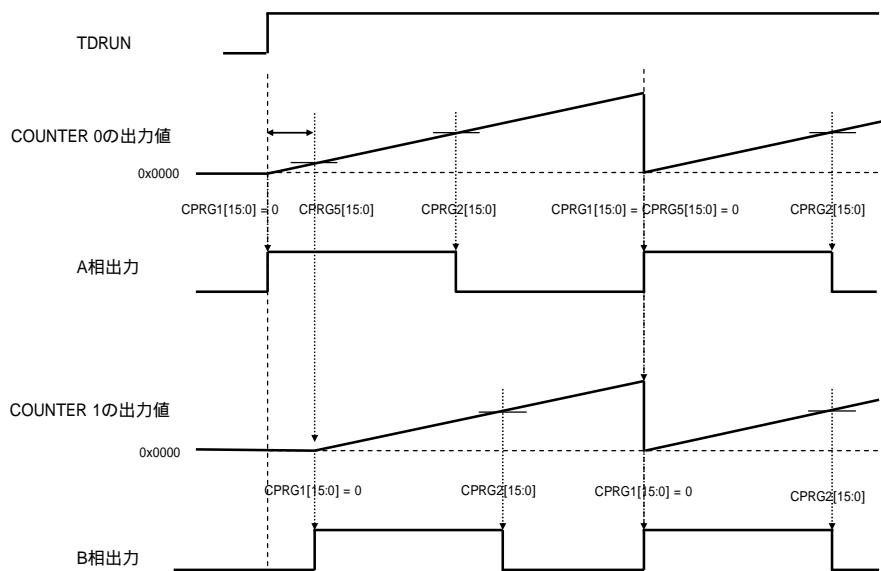 TDRUN
COUNTER 0の出力値
0x0000
CPRG1[15:0] = 0 CPRG5[15:0] CPRG2[15:0] CPRG1[15:0] = CPRG5[15:0] = 0 CPRG2[15:0]
A相出力
COUNTER 1の出力値
0x0000
CPRG1[15:0] = 0 CPRG2[15:0] CPRG1[15:0] = 0 CPRG2[15:0]
B相出力